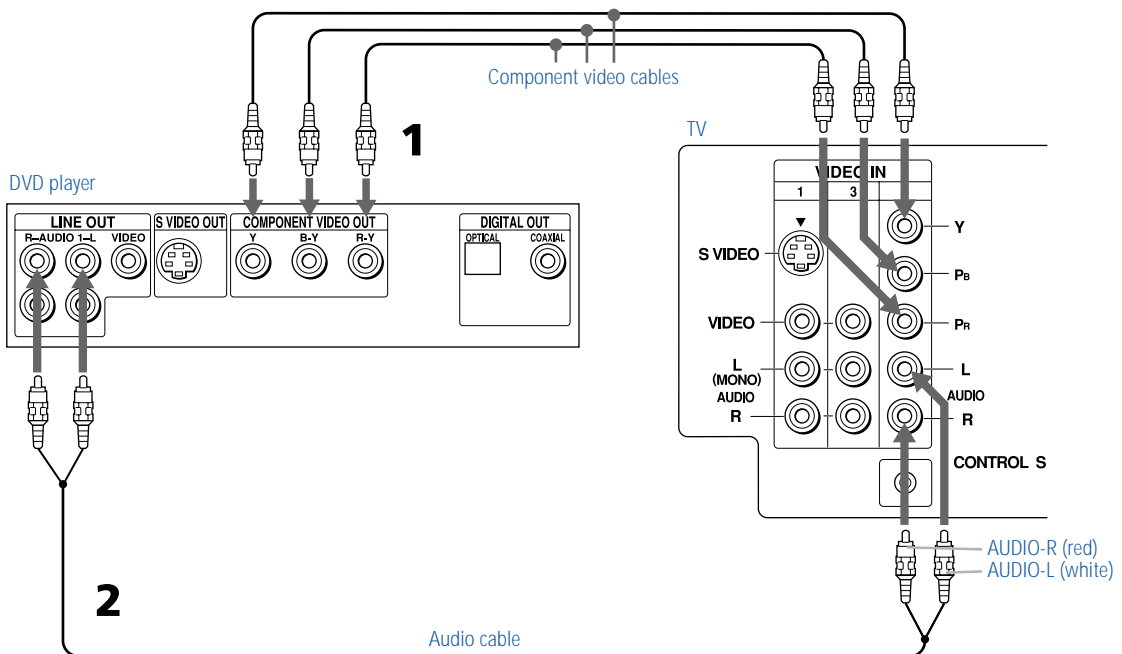 Component video cables
1
TV
DVD player
LINE OUT
R–AUDIO 1–L VIDEO
S VIDEO OUT
COMPONENT VIDEO OUT
Y B-Y R-Y
DIGITAL OUT
OPTICAL COAXIAL
VIDEO IN
1 3
S VIDEO
VIDEO
L
(MONO)
AUDIO
R
Y
PB
PR
L
AUDIO
R
CONTROL S
AUDIO-R (red)
AUDIO-L (white)
2
Audio cable